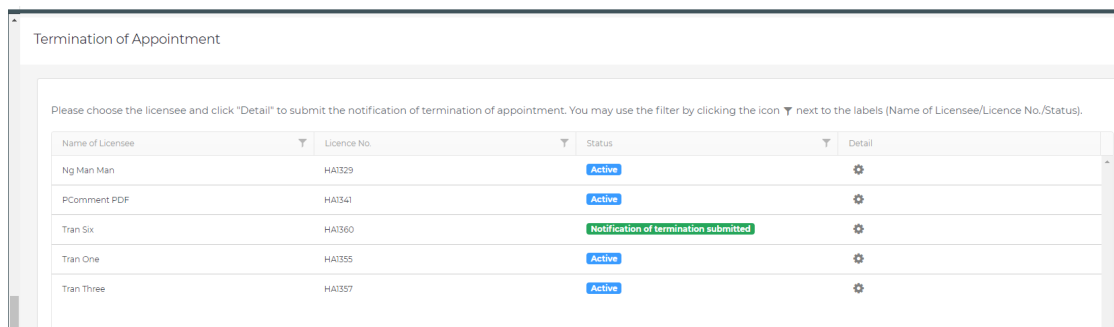 Termination of Appointment
Please choose the licensee and click "Detail" to submit the notification of termination of appointment. You may use the filter by clicking the icon next to the labels (Name of Licensee/Licence No./Status).
Name of Licensee Licence No. Status Detail
Ng Man Man HA1329 Active
PComment PDF HA1341 Active
Tran Six HA1360 Notification of termination submitted
Tran One HA1355 Active
Tran Three HA1357 Active